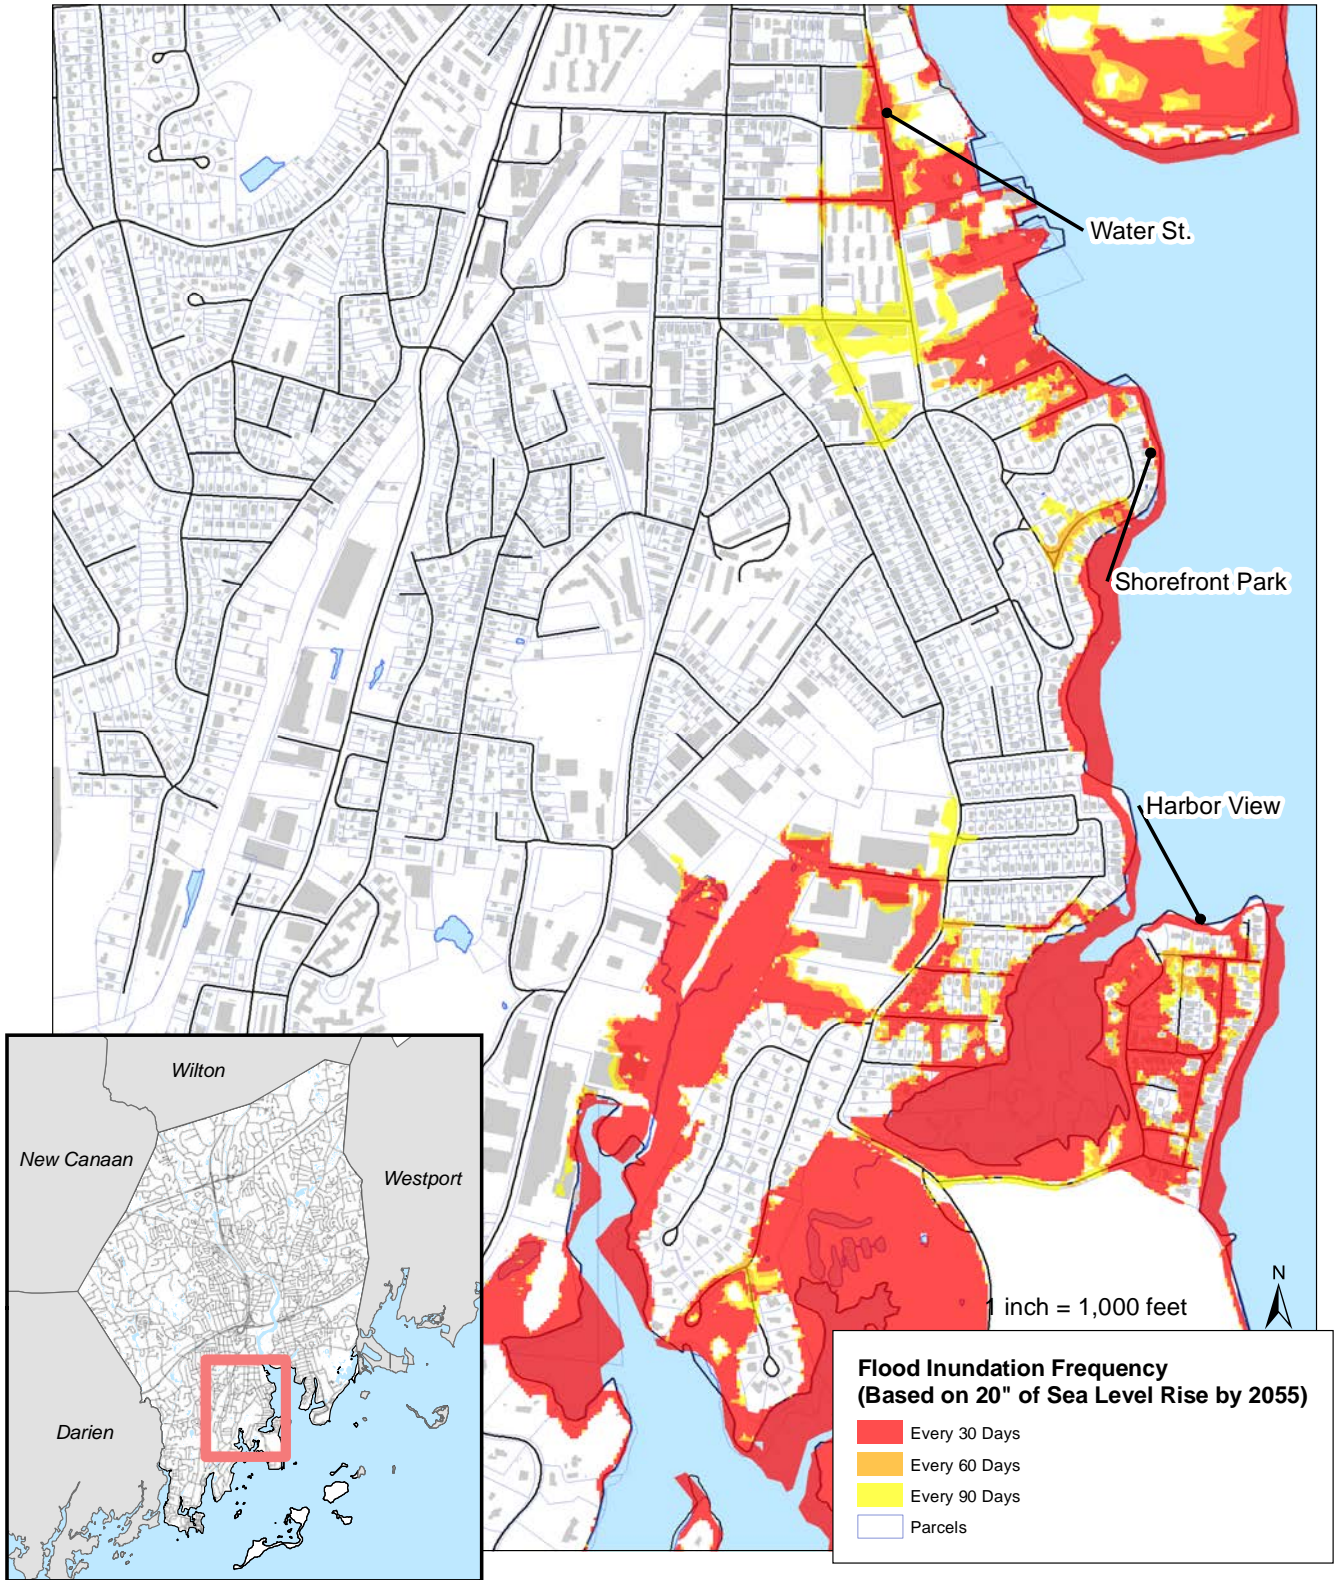 Water St.
Shorefront Park
Harbor View
Wilton
New Canaan
Westport
Darien
N
1 inch = 1,000 feet
Flood Inundation Frequency
(Based on 20" of Sea Level Rise by 2055)
Every 30 Days
Every 60 Days
Every 90 Days
Parcels